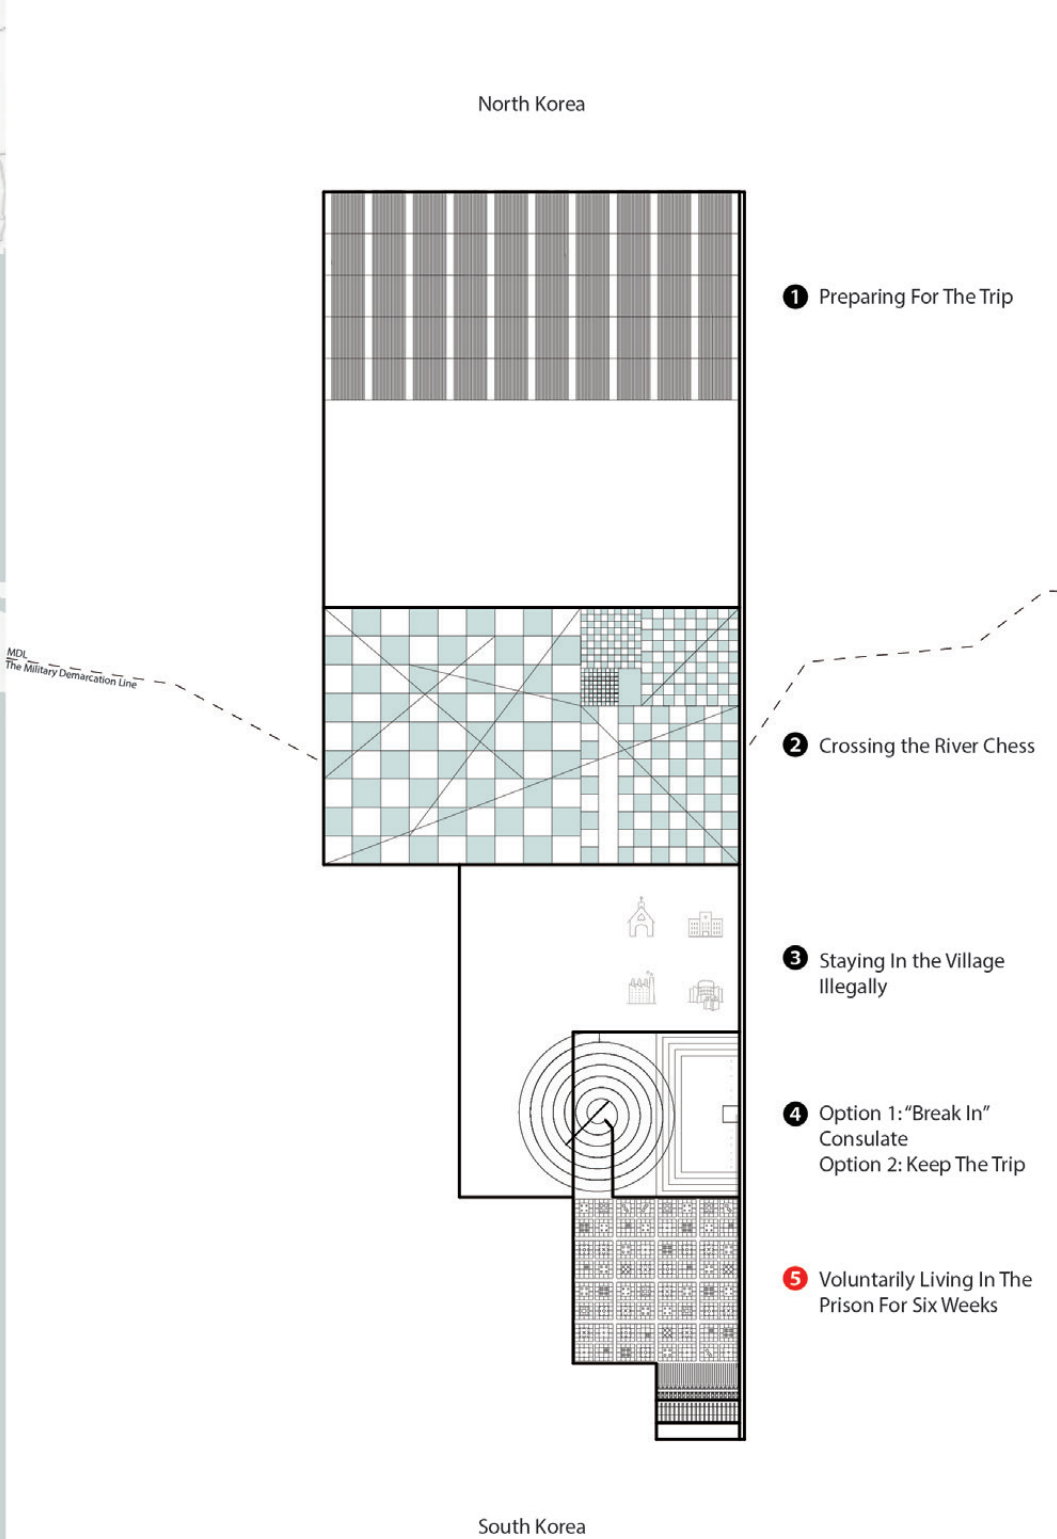 North Korea
1 Preparing For The Trip
MDL
The Military Demarcation Line
2 Crossing the River Chess
3 Staying In the Village
Illegally
4 Option 1: “Break In”
Consulate
Option 2: Keep The Trip
5 Voluntarily Living In The
Prison For Six Weeks
South Korea